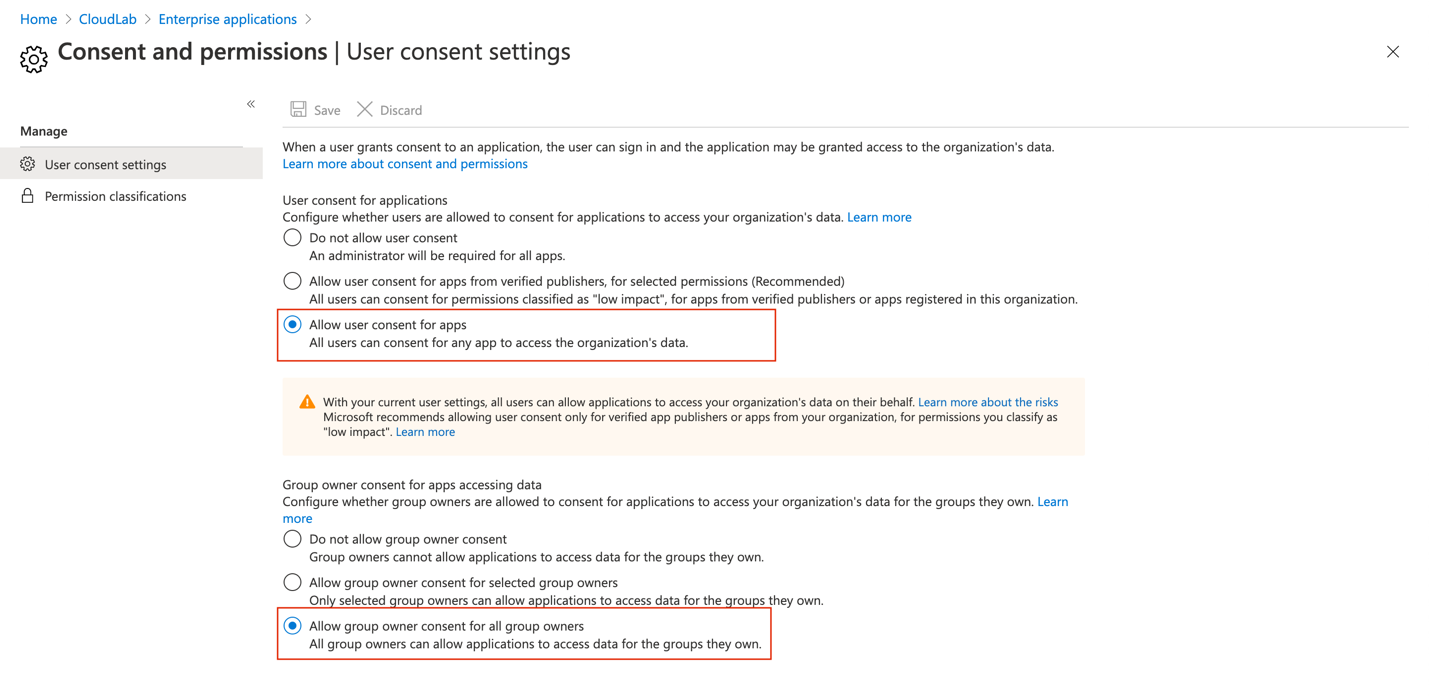 Home > CloudLab > Enterprise applications >
Consent and permissions | User consent settings
«
Save Discard
Manage
User consent settings
Permission classifications
When a user grants consent to an application, the user can sign in and the application may be granted access to the organization's data.
Learn more about consent and permissions
User consent for applications
Configure whether users are allowed to consent for applications to access your organization's data. Learn more
Do not allow user consent
An administrator will be required for all apps.
Allow user consent for apps from verified publishers, for selected permissions (Recommended)
All users can consent for permissions classified as "low impact", for apps from verified publishers or apps registered in this organization.
Allow user consent for apps
All users can consent for any app to access the organization's data.
With your current user settings, all users can allow applications to access your organization's data on their behalf. Learn more about the risks
Microsoft recommends allowing user consent only for verified app publishers or apps from your organization, for permissions you classify as
"low impact". Learn more
Group owner consent for apps accessing data
Configure whether group owners are allowed to consent for applications to access your organization's data for the groups they own. Learn
more
Do not allow group owner consent
Group owners cannot allow applications to access data for the groups they own.
Allow group owner consent for selected group owners
Only selected group owners can allow applications to access data for the groups they own.
Allow group owner consent for all group owners
All group owners can allow applications to access data for the groups they own.